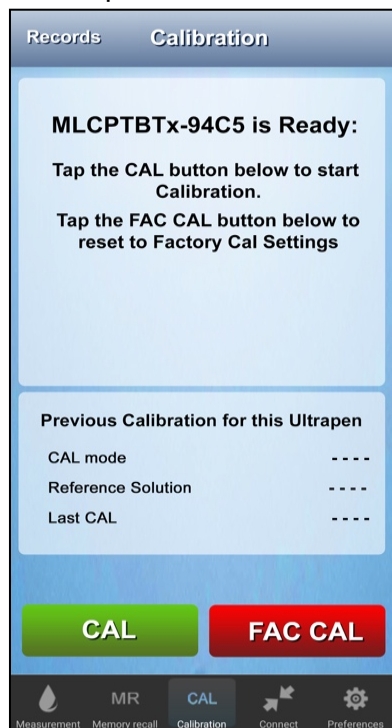 Records Calibration
MLCPTBTx-94C5 is Ready:
Tap the CAL button below to start
Calibration.
Tap the FAC CAL button below to
reset to Factory Cal Settings
Previous Calibration for this Ultrapen
CAL mode ----
Reference Solution ----
Last CAL ----
CAL FAC CAL
MR CAL
Measurement Memory recall Calibration Connect Preferences